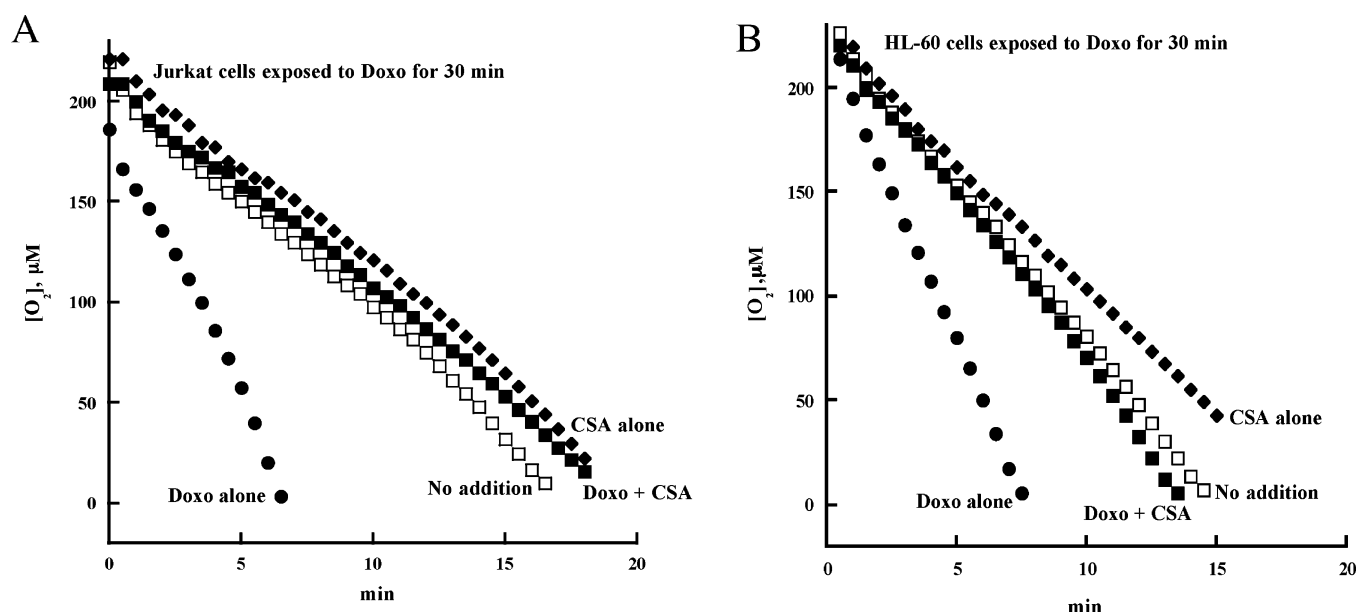 A
Jurkat cells exposed to Doxo for 30 min
200
150
100
50
0
[O2], µM
CSA alone
No addition
Doxo + CSA
Doxo alone
0
5
10
15
20
min
B
HL-60 cells exposed to Doxo for 30 min
200
150
100
50
0
[O2],µM
CSA alone
No addition
Doxo + CSA
Doxo alone
0
5
10
15
20
min